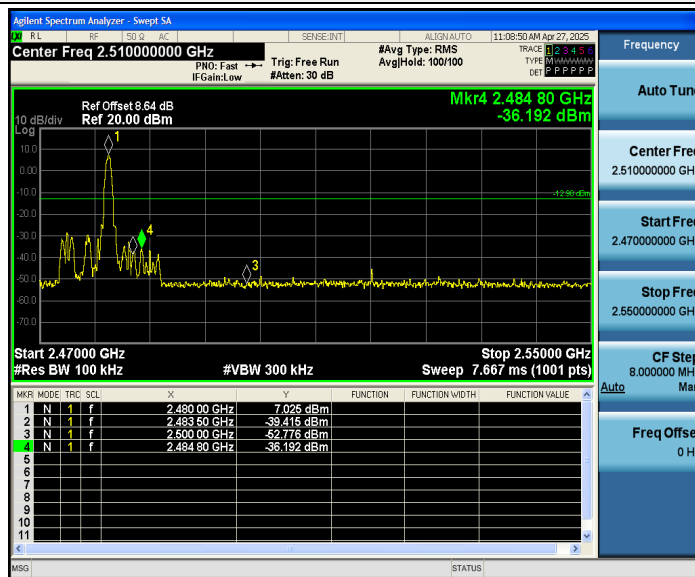 Agilent Spectrum Analyzer - Swept SA
RL RF 50 Ω AC SENSE:INT ALIGN AUTO 11:08:50 AM Apr 27, 2025
Center Freq 2.510000000 GHz
PNO: Fast
IFGain:Low
Trig: Free Run
#Atten: 30 dB
#Avg Type: RMS
Avg|Hold: 100/100
TRACE 1 2 3 4 5 6
TYPE M
DET P P P P P P
Mkr4 2.484 80 GHz
-36.192 dBm
Ref Offset 8.64 dB
Ref 20.00 dBm
10 dB/div
Log
10.0
0.00
-10.0
-20.0
-30.0
-40.0
-50.0
-60.0
-70.0
1
4
3
-12.90 dBm
Start 2.47000 GHz Stop 2.55000 GHz
#Res BW 100 kHz #VBW 300 kHz Sweep 7.667 ms (1001 pts)
MKR MODE TRC SCL X Y FUNCTION FUNCTION WIDTH FUNCTION VALUE
1 N 1 f 2.480 00 GHz 7.025 dBm
2 N 1 f 2.483 50 GHz -39.415 dBm
3 N 1 f 2.500 00 GHz -52.776 dBm
4 N 1 f 2.484 80 GHz -36.192 dBm
5
6
7
8
9
10
11
MSG STATUS
Frequency
Auto Tun
Center Fre
2.510000000 GH
Start Fre
2.470000000 GH
Stop Fre
2.550000000 GH
CF Ste
8.000000 MH
Auto Ma
Freq Offse
0 H